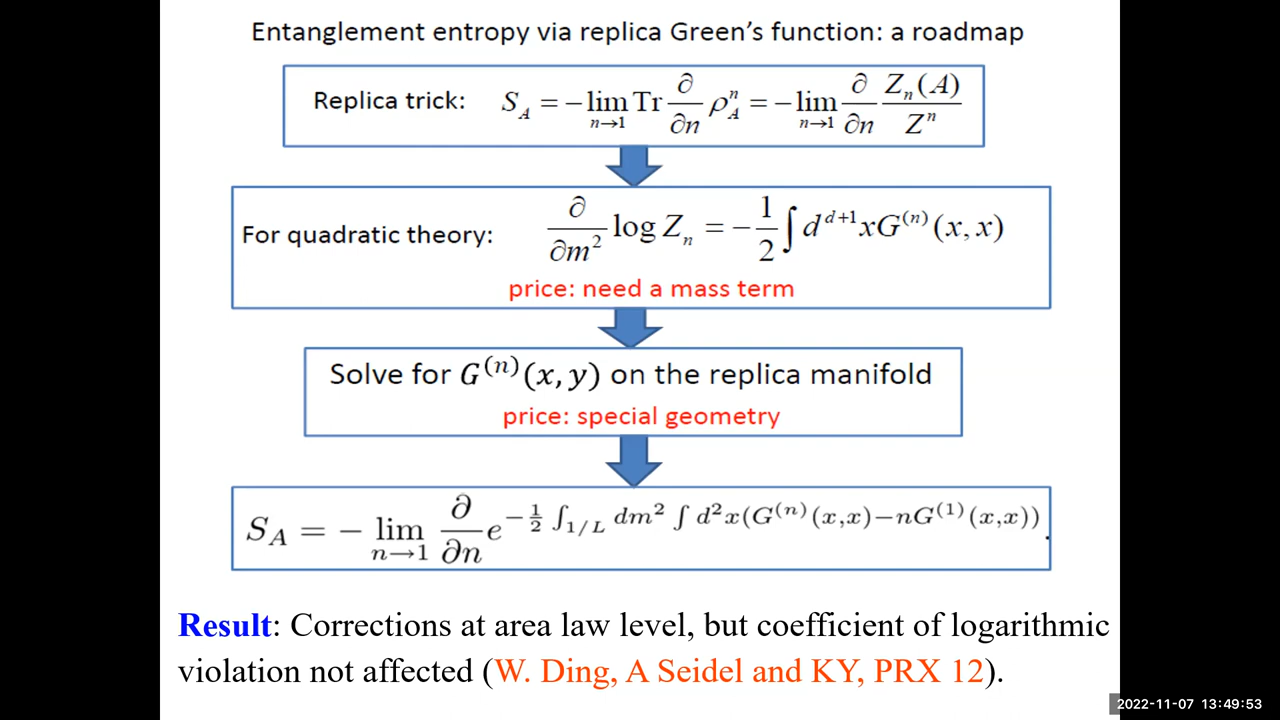 Entanglement entropy via replica Green's function: a roadmap
Replica trick: S_A = −lim_{n→1} Tr ∂/∂n ρ_A^n = −lim_{n→1} ∂/∂n Z_n(A)/Z^n
For quadratic theory: ∂/∂m² log Z_n = −1/2 ∫ d^{d+1}x G^{(n)}(x,x)
price: need a mass term
Solve for G^{(n)}(x, y) on the replica manifold
price: special geometry
S_A = − lim_{n→1} ∂/∂n e^{−1/2 ∫_{1/L} dm² ∫ d²x(G^{(n)}(x,x)−nG^{(1)}(x,x))}.
Result: Corrections at area law level, but coefficient of logarithmic
violation not affected (W. Ding, A Seidel and KY, PRX 12).
2022-11-07 13:49:53